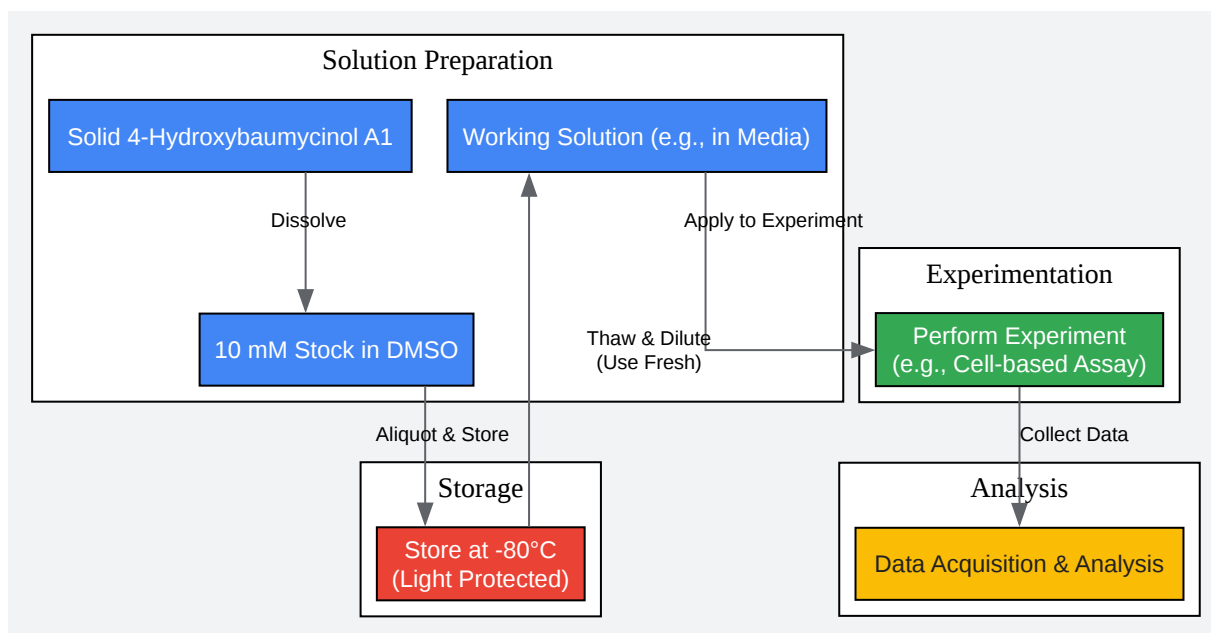 Solution Preparation
Solid 4-Hydroxybaumycinol A1
Working Solution (e.g., in Media)
Dissolve
Apply to Experiment
Experimentation
10 mM Stock in DMSO
Thaw & Dilute
(Use Fresh)
Perform Experiment
(e.g., Cell-based Assay)
Aliquot & Store
Collect Data
Storage
Analysis
Store at -80°C
(Light Protected)
Data Acquisition & Analysis